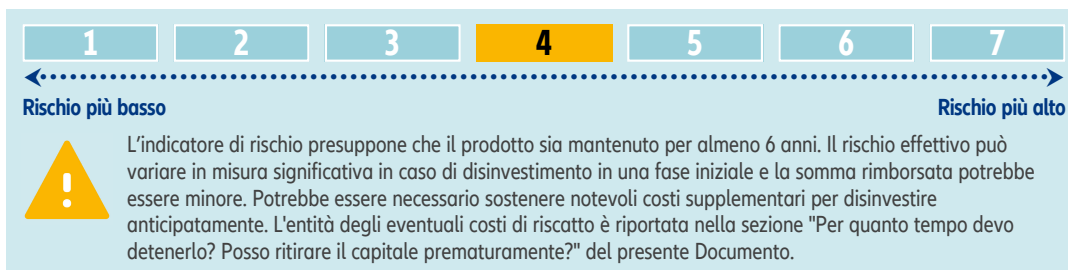 1 2 3 4 5 6 7
Rischio più basso Rischio più alto
L'indicatore di rischio presuppone che il prodotto sia mantenuto per almeno 6 anni. Il rischio effettivo può
variare in misura significativa in caso di disinvestimento in una fase iniziale e la somma rimborsata potrebbe
essere minore. Potrebbe essere necessario sostenere notevoli costi supplementari per disinvestire
anticipatamente. L'entità degli eventuali costi di riscatto è riportata nella sezione "Per quanto tempo devo
detenerlo? Posso ritirare il capitale prematuramente?" del presente Documento.